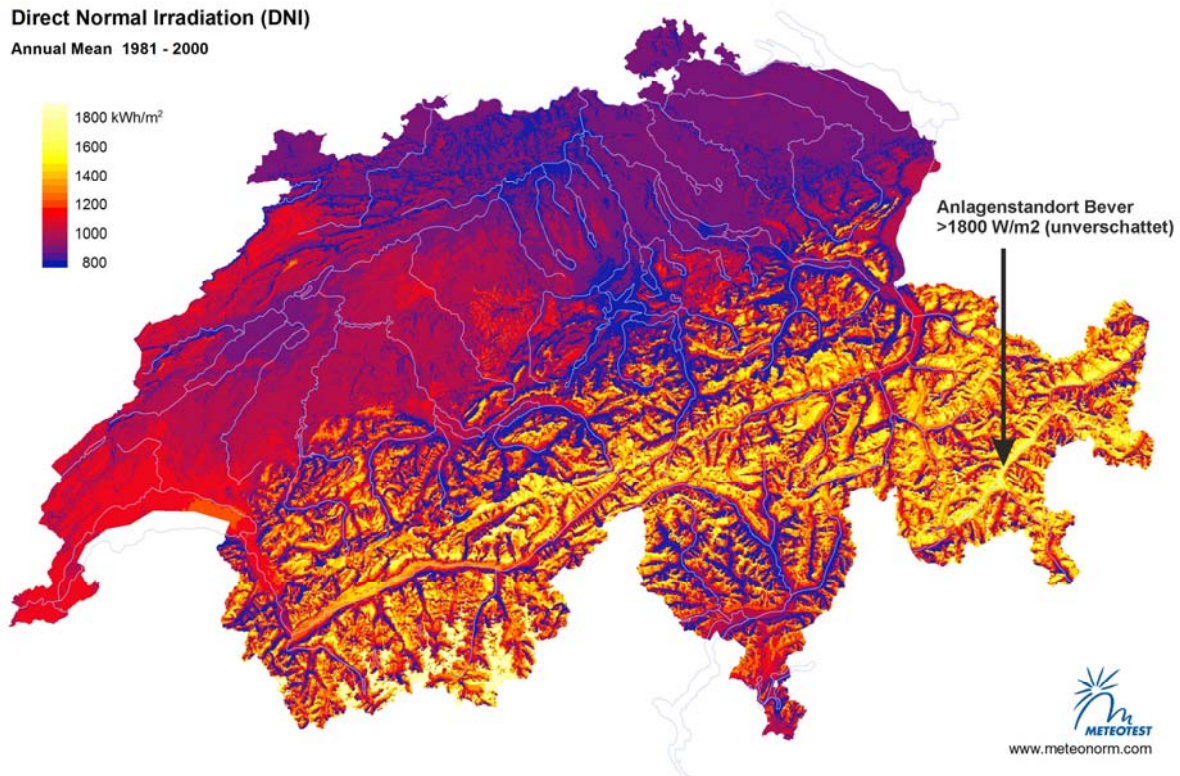 Direct Normal Irradiation (DNI)
Annual Mean 1981 - 2000
1800 kWh/m²
1600
1400
1200
1000
800
Anlagenstandort Bever
>1800 W/m2 (unverschattet)
METEOTEST
www.meteonorm.com